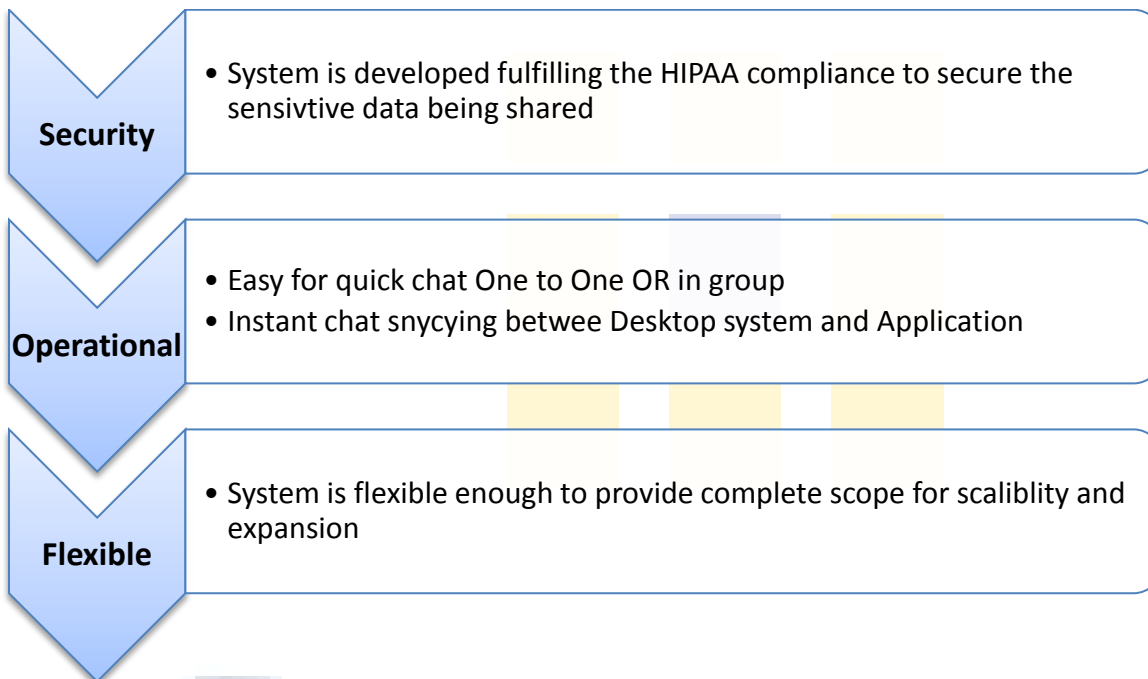 Security
• System is developed fulfilling the HIPAA compliance to secure the
sensivtive data being shared
Operational
• Easy for quick chat One to One OR in group
• Instant chat snycying betwee Desktop system and Application
Flexible
• System is flexible enough to provide complete scope for scaliblity and
expansion